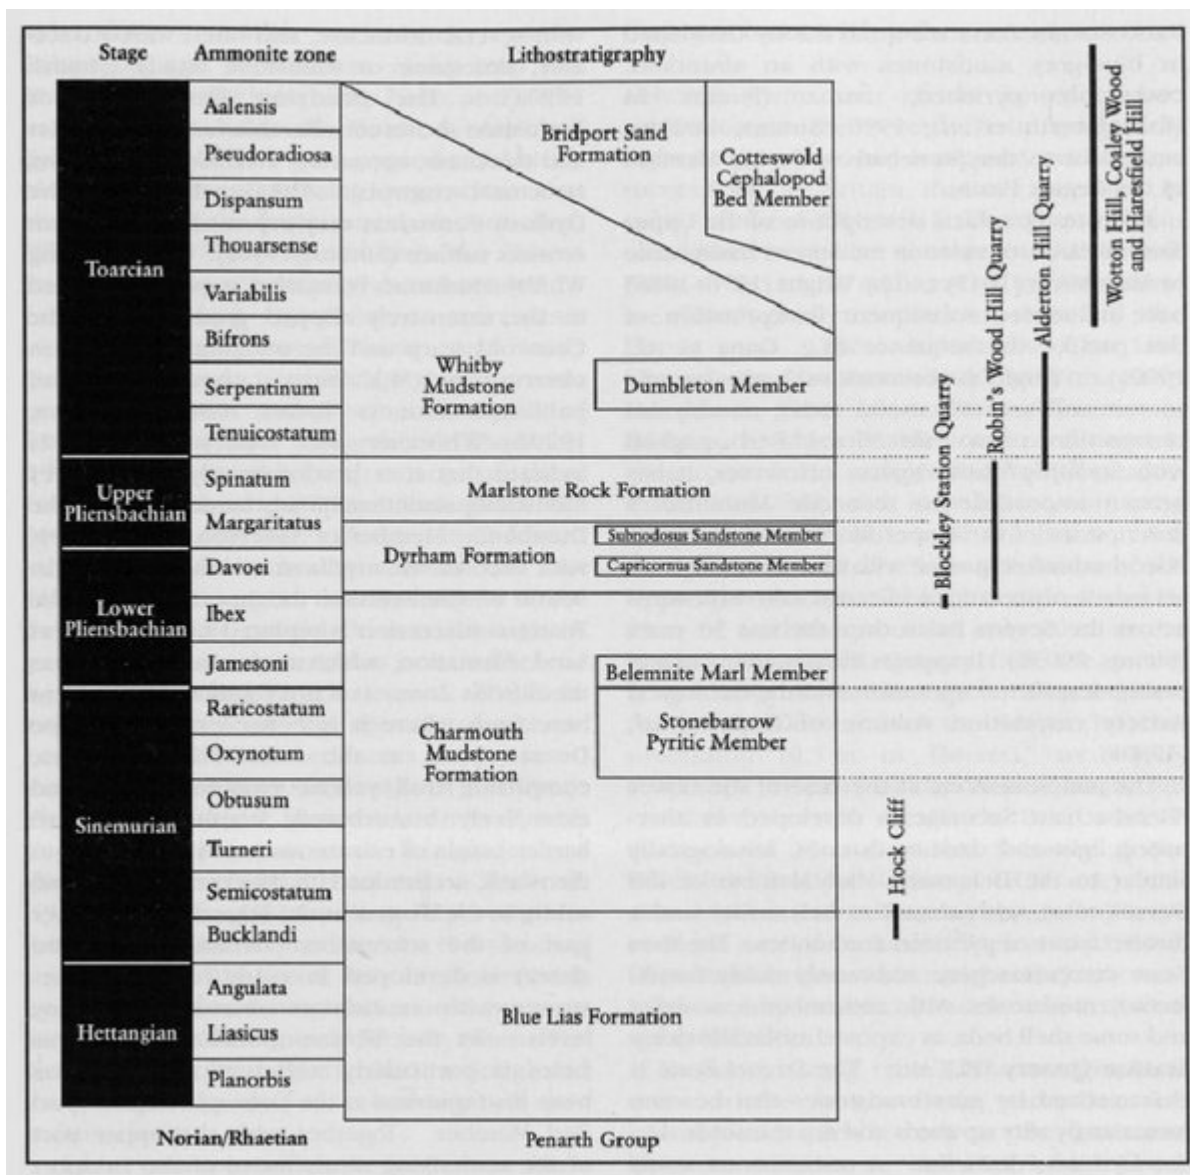 Stage Ammonite zone Lithostratigraphy
Aalensis
Pseudoradiosa
Dispansum
Thouarsense
Toarcian
Variabilis
Bifrons
Serpentinum
Tenuicostatum
Upper
Pliensbachian
Spinatum
Margaritatus
Lower
Pliensbachian
Davoei
Ibex
Jamesoni
Sinemurian
Raricostatum
Oxynotum
Obtusum
Turneri
Semicostatum
Bucklandi
Hettangian
Angulata
Liasicus
Planorbis
Norian/Rhaetian
Bridport Sand
Formation
Cotteswold
Cephalopod
Bed Member
Whitby
Mudstone
Formation
Dumbleton Member
Marlstone Rock Formation
Dyrham Formation
Subnodosus Sandstone Member
Capricornus Sandstone Member
Belemnite Marl Member
Stonebarrow
Pyritic Member
Charmouth
Mudstone
Formation
Blue Lias Formation
Penarth Group
Hock Cliff
Blockley Station Quarry
Robin's Wood Hill Quarry
Alderton Hill Quarry
Wotton Hill, Coaley Wood
and Haresfield Hill